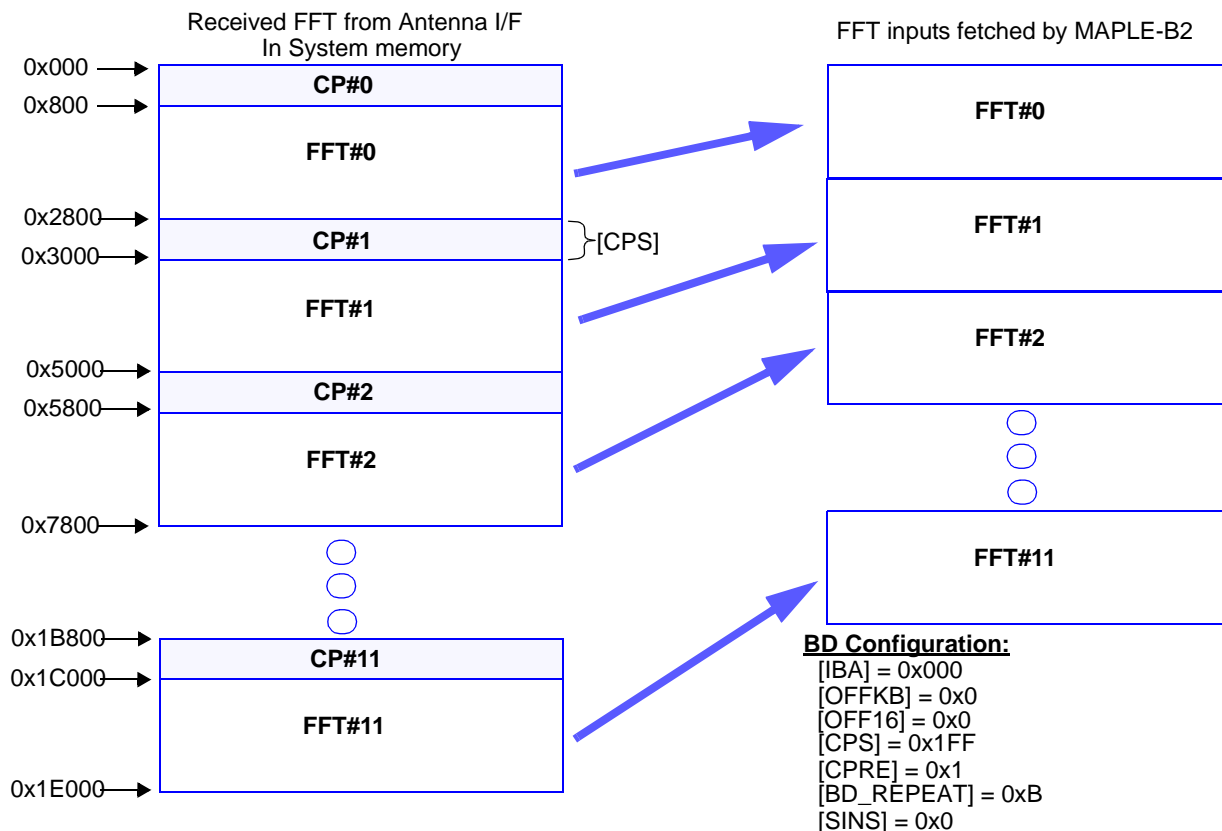 Received FFT from Antenna I/F
In System memory
FFT inputs fetched by MAPLE-B2
0x000
CP#0
0x800
FFT#0
0x2800
CP#1
[CPS]
0x3000
FFT#1
0x5000
CP#2
0x5800
FFT#2
0x7800
0x1B800
CP#11
0x1C000
FFT#11
0x1E000
FFT#0
FFT#1
FFT#2
FFT#11
BD Configuration:
[IBA] = 0x000
[OFFKB] = 0x0
[OFF16] = 0x0
[CPS] = 0x1FF
[CPRE] = 0x1
[BD_REPEAT] = 0xB
[SINS] = 0x0